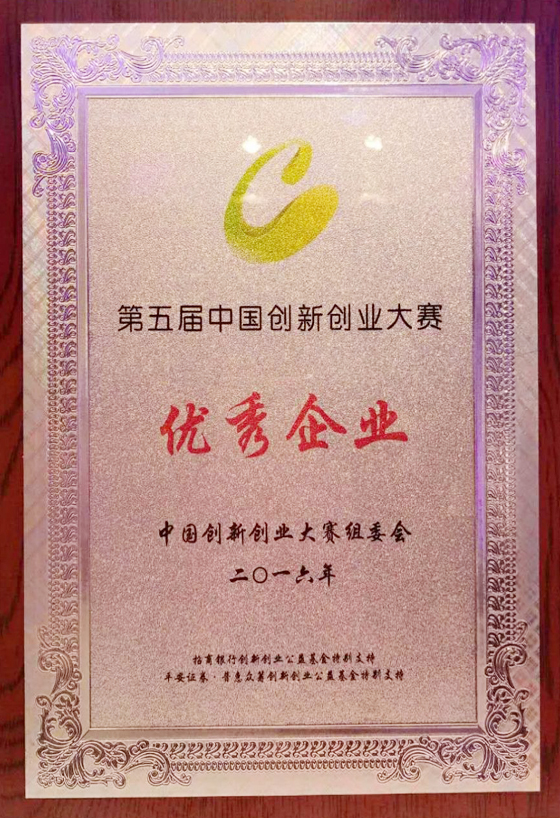 第五届中国创新创业大赛
优秀企业
中国创新创业大赛组委会
二〇一六年
招商银行创新创业公益基金特别支持
平安证券·普惠众筹创新创业公益基金特别支持